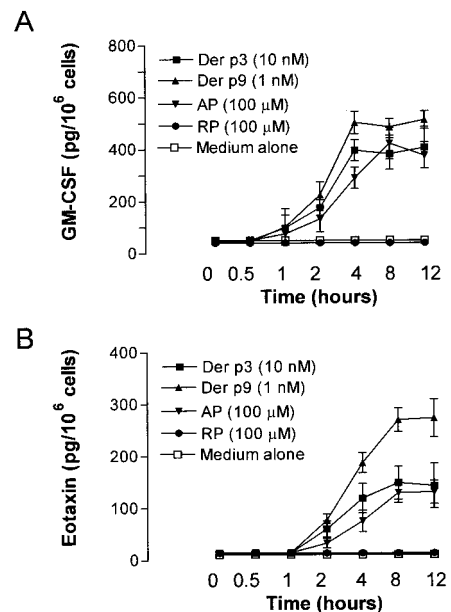 A
GM-CSF (pg/10⁶ cells)
800
600
400
200
0
Der p3 (10 nM)
Der p9 (1 nM)
AP (100 μM)
RP (100 μM)
Medium alone
0 0.5 1 2 4 8 12
Time (hours)
B
Eotaxin (pg/10⁶ cells)
400
300
200
100
0
Der p3 (10 nM)
Der p9 (1 nM)
AP (100 μM)
RP (100 μM)
Medium alone
0 0.5 1 2 4 8 12
Time (hours)